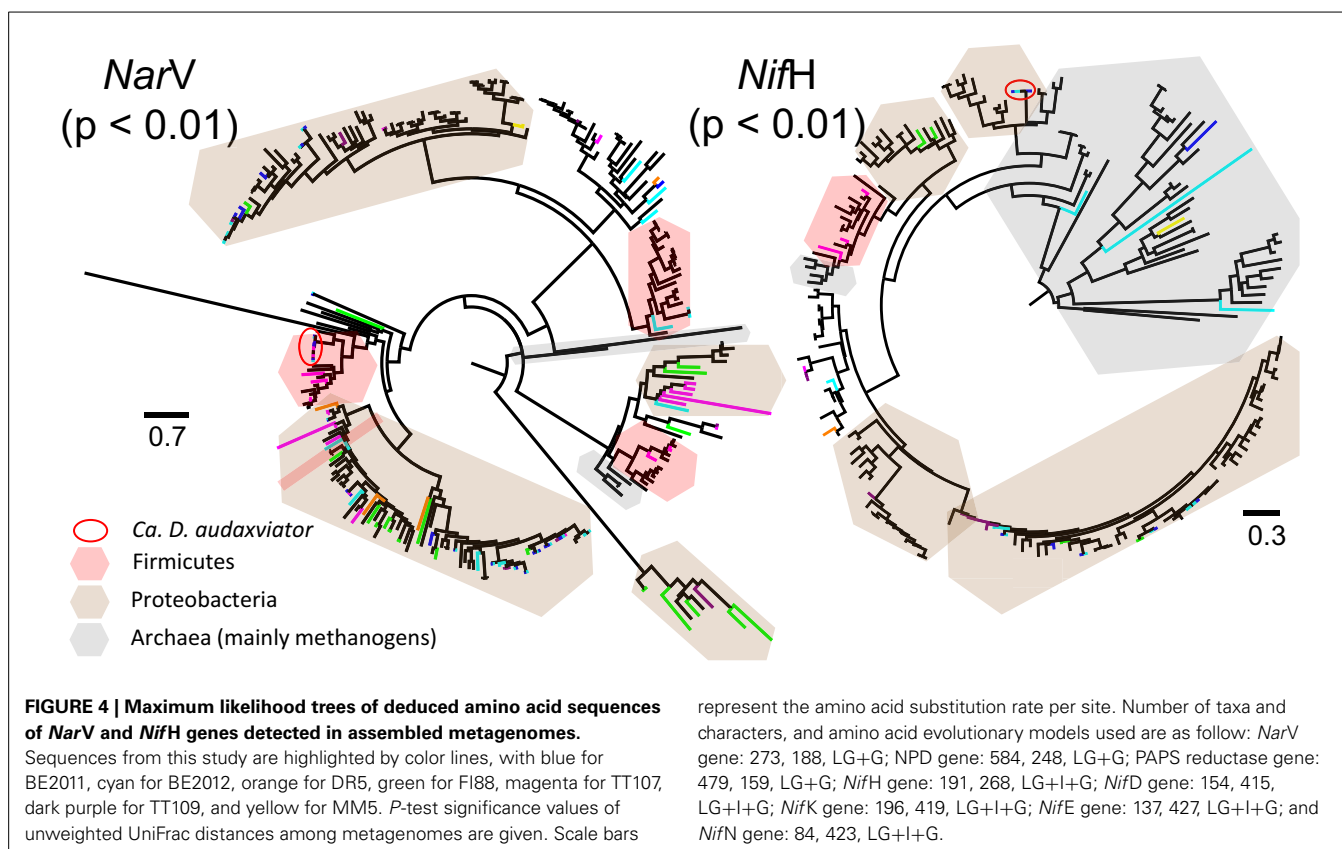 NarV
(p < 0.01)
NifH
(p < 0.01)
0.7
0.3
Ca. D. audaxviator
Firmicutes
Proteobacteria
Archaea (mainly methanogens)
FIGURE 4 | Maximum likelihood trees of deduced amino acid sequences
of NarV and NifH genes detected in assembled metagenomes.
Sequences from this study are highlighted by color lines, with blue for
BE2011, cyan for BE2012, orange for DR5, green for FI88, magenta for TT107,
dark purple for TT109, and yellow for MM5. P-test significance values of
unweighted UniFrac distances among metagenomes are given. Scale bars
represent the amino acid substitution rate per site. Number of taxa and
characters, and amino acid evolutionary models used are as follow: NarV
gene: 273, 188, LG+G; NPD gene: 584, 248, LG+G; PAPS reductase gene:
479, 159, LG+G; NifH gene: 191, 268, LG+I+G; NifD gene: 154, 415,
LG+I+G; NifK gene: 196, 419, LG+I+G; NifE gene: 137, 427, LG+I+G; and
NifN gene: 84, 423, LG+I+G.